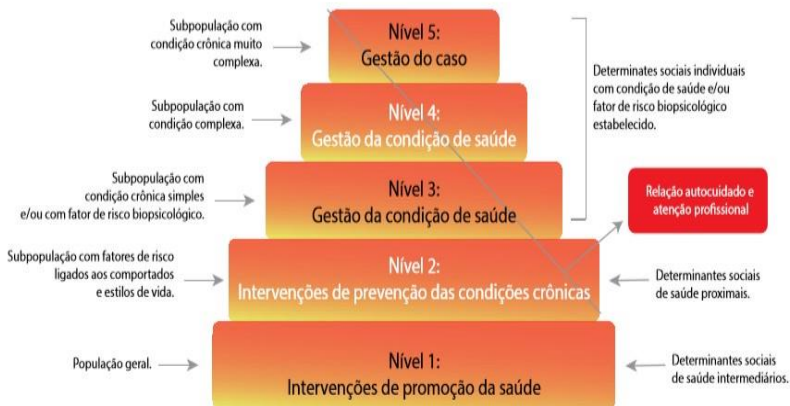 Subpopulação com
condição crônica muito
complexa.
Nível 5:
Gestão do caso
Determinates sociais individuais
com condição de saúde e/ou
fator de risco biopsicológico
estabelecido.
Subpopulação com
condição complexa.
Nível 4:
Gestão da condição de saúde
Subpopulação com
condição crônica simples
e/ou com fator de risco biopsicológico.
Nível 3:
Gestão da condição de saúde
Relação autocuidado e
atenção profissional
Subpopulação com fatores de risco
ligados aos comportados
e estilos de vida.
Nível 2:
Intervenções de prevenção das condições crônicas
Determinantes sociais
de saúde proximais.
População geral.
Nível 1:
Intervenções de promoção da saúde
Determinantes sociais
de saúde intermediários.